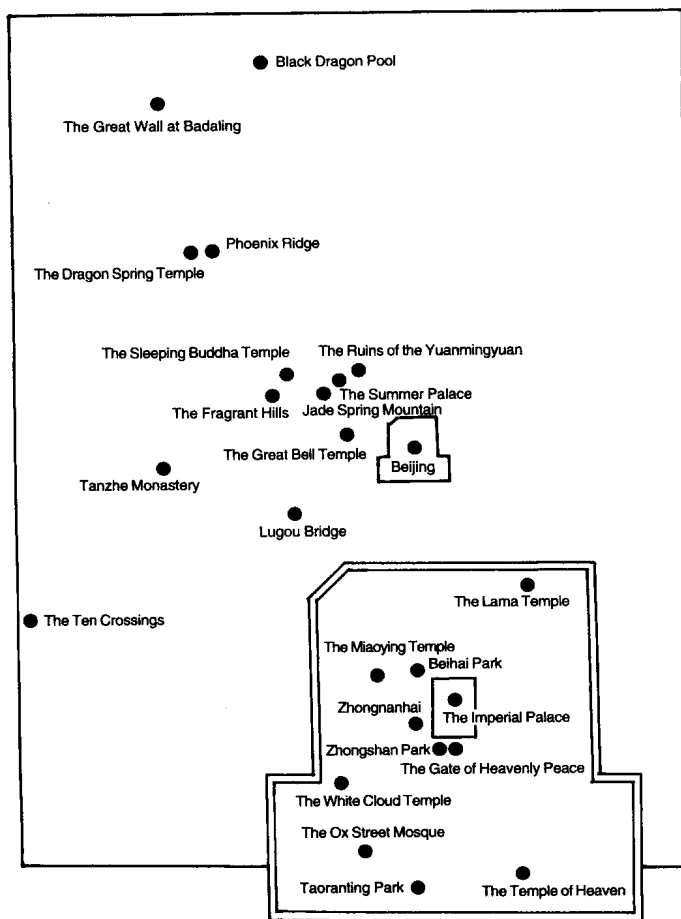 Black Dragon Pool
The Great Wall at Badaling
Phoenix Ridge
The Dragon Spring Temple
The Ruins of the Yuanmingyuan
The Sleeping Buddha Temple
The Summer Palace
The Fragrant Hills
Jade Spring Mountain
The Great Bell Temple
Beijing
Tanzhe Monastery
Lugou Bridge
The Lama Temple
The Ten Crossings
The Miaoying Temple
Beihai Park
Zhongnanhai
The Imperial Palace
Zhongshan Park
The Gate of Heavenly Peace
The White Cloud Temple
The Ox Street Mosque
Taoranting Park
The Temple of Heaven